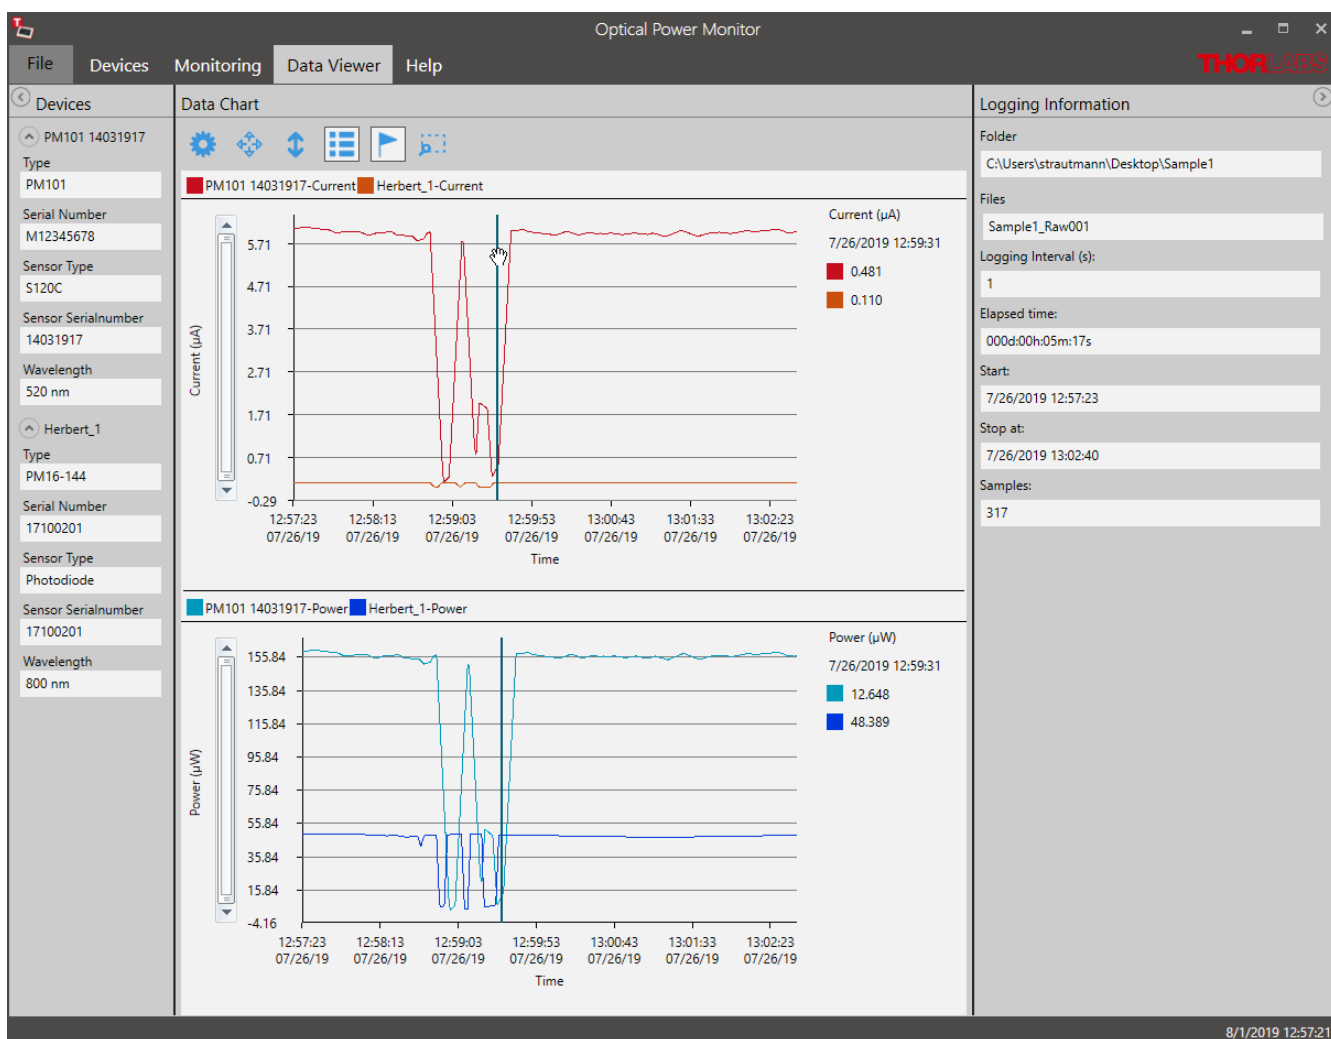 Optical Power Monitor
File Devices Monitoring Data Viewer Help
THORLABS
Devices
PM101 14031917
Type
PM101
Serial Number
M12345678
Sensor Type
S120C
Sensor Serialnumber
14031917
Wavelength
520 nm
Herbert_1
Type
PM16-144
Serial Number
17100201
Sensor Type
Photodiode
Sensor Serialnumber
17100201
Wavelength
800 nm
Data Chart
PM101 14031917-Current Herbert_1-Current
Current (µA)
7/26/2019 12:59:31
0.481
0.110
Current (µA)
5.71
4.71
3.71
2.71
1.71
0.71
-0.29
12:57:23 12:58:13 12:59:03 12:59:53 13:00:43 13:01:33 13:02:23
07/26/19 07/26/19 07/26/19 07/26/19 07/26/19 07/26/19 07/26/19
Time
PM101 14031917-Power Herbert_1-Power
Power (µW)
7/26/2019 12:59:31
12.648
48.389
Power (µW)
155.84
135.84
115.84
95.84
75.84
55.84
35.84
15.84
-4.16
12:57:23 12:58:13 12:59:03 12:59:53 13:00:43 13:01:33 13:02:23
07/26/19 07/26/19 07/26/19 07/26/19 07/26/19 07/26/19 07/26/19
Time
Logging Information
Folder
C:\Users\strautmann\Desktop\Sample1
Files
Sample1_Raw001
Logging Interval (s):
1
Elapsed time:
000d:00h:05m:17s
Start:
7/26/2019 12:57:23
Stop at:
7/26/2019 13:02:40
Samples:
317
8/1/2019 12:57:21